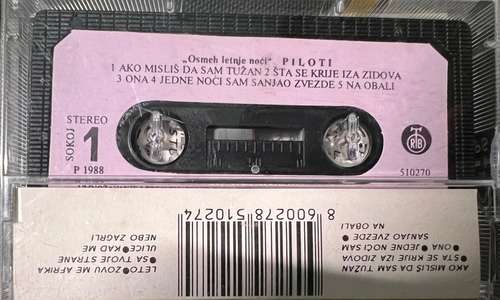 „Osmeh letnje noći”  PILOTI
1 AKO MISLIŠ DA SAM TUŽAN 2 ŠTA SE KRIJE IZA ZIDOVA
3 ONA 4 JEDNE NOĆI SAM SANJAO ZVEZDE 5 NA OBALI
SOKOJ
STEREO
1
P 1988
RTB
510270
AKO MISLIŠ DA SAM TUŽAN
● ŠTA SE KRIJE IZA ZIDOVA
● ONA ● JEDNE NOĆI SAM
SANJAO ZVEZDE ●
NA OBALI
8 600278 510274
LETO ● ZOVU ME AFRIKA
● SA TVOJE STRANE
ULICE ● KAD ME
NEBO ZAGRLI